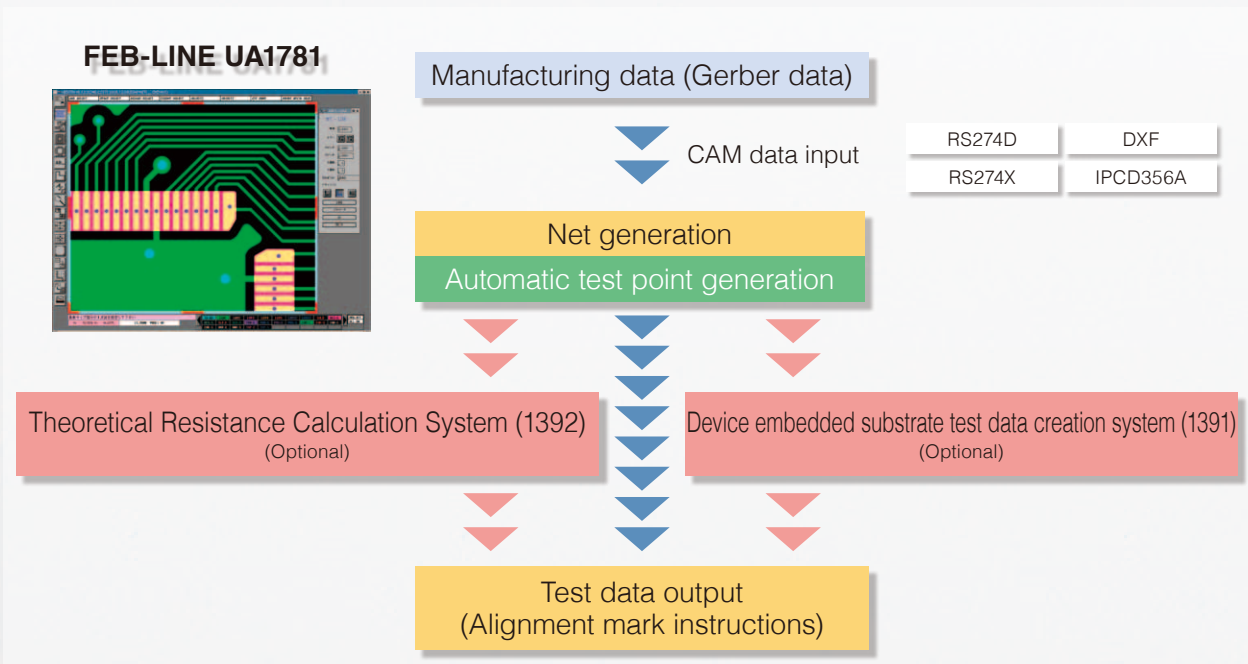 FEB-LINE UA1781
Manufacturing data (Gerber data)
CAM data input
RS274D
DXF
RS274X
IPCD356A
Net generation
Automatic test point generation
Theoretical Resistance Calculation System (1392)
(Optional)
Device embedded substrate test data creation system (1391)
(Optional)
Test data output
(Alignment mark instructions)